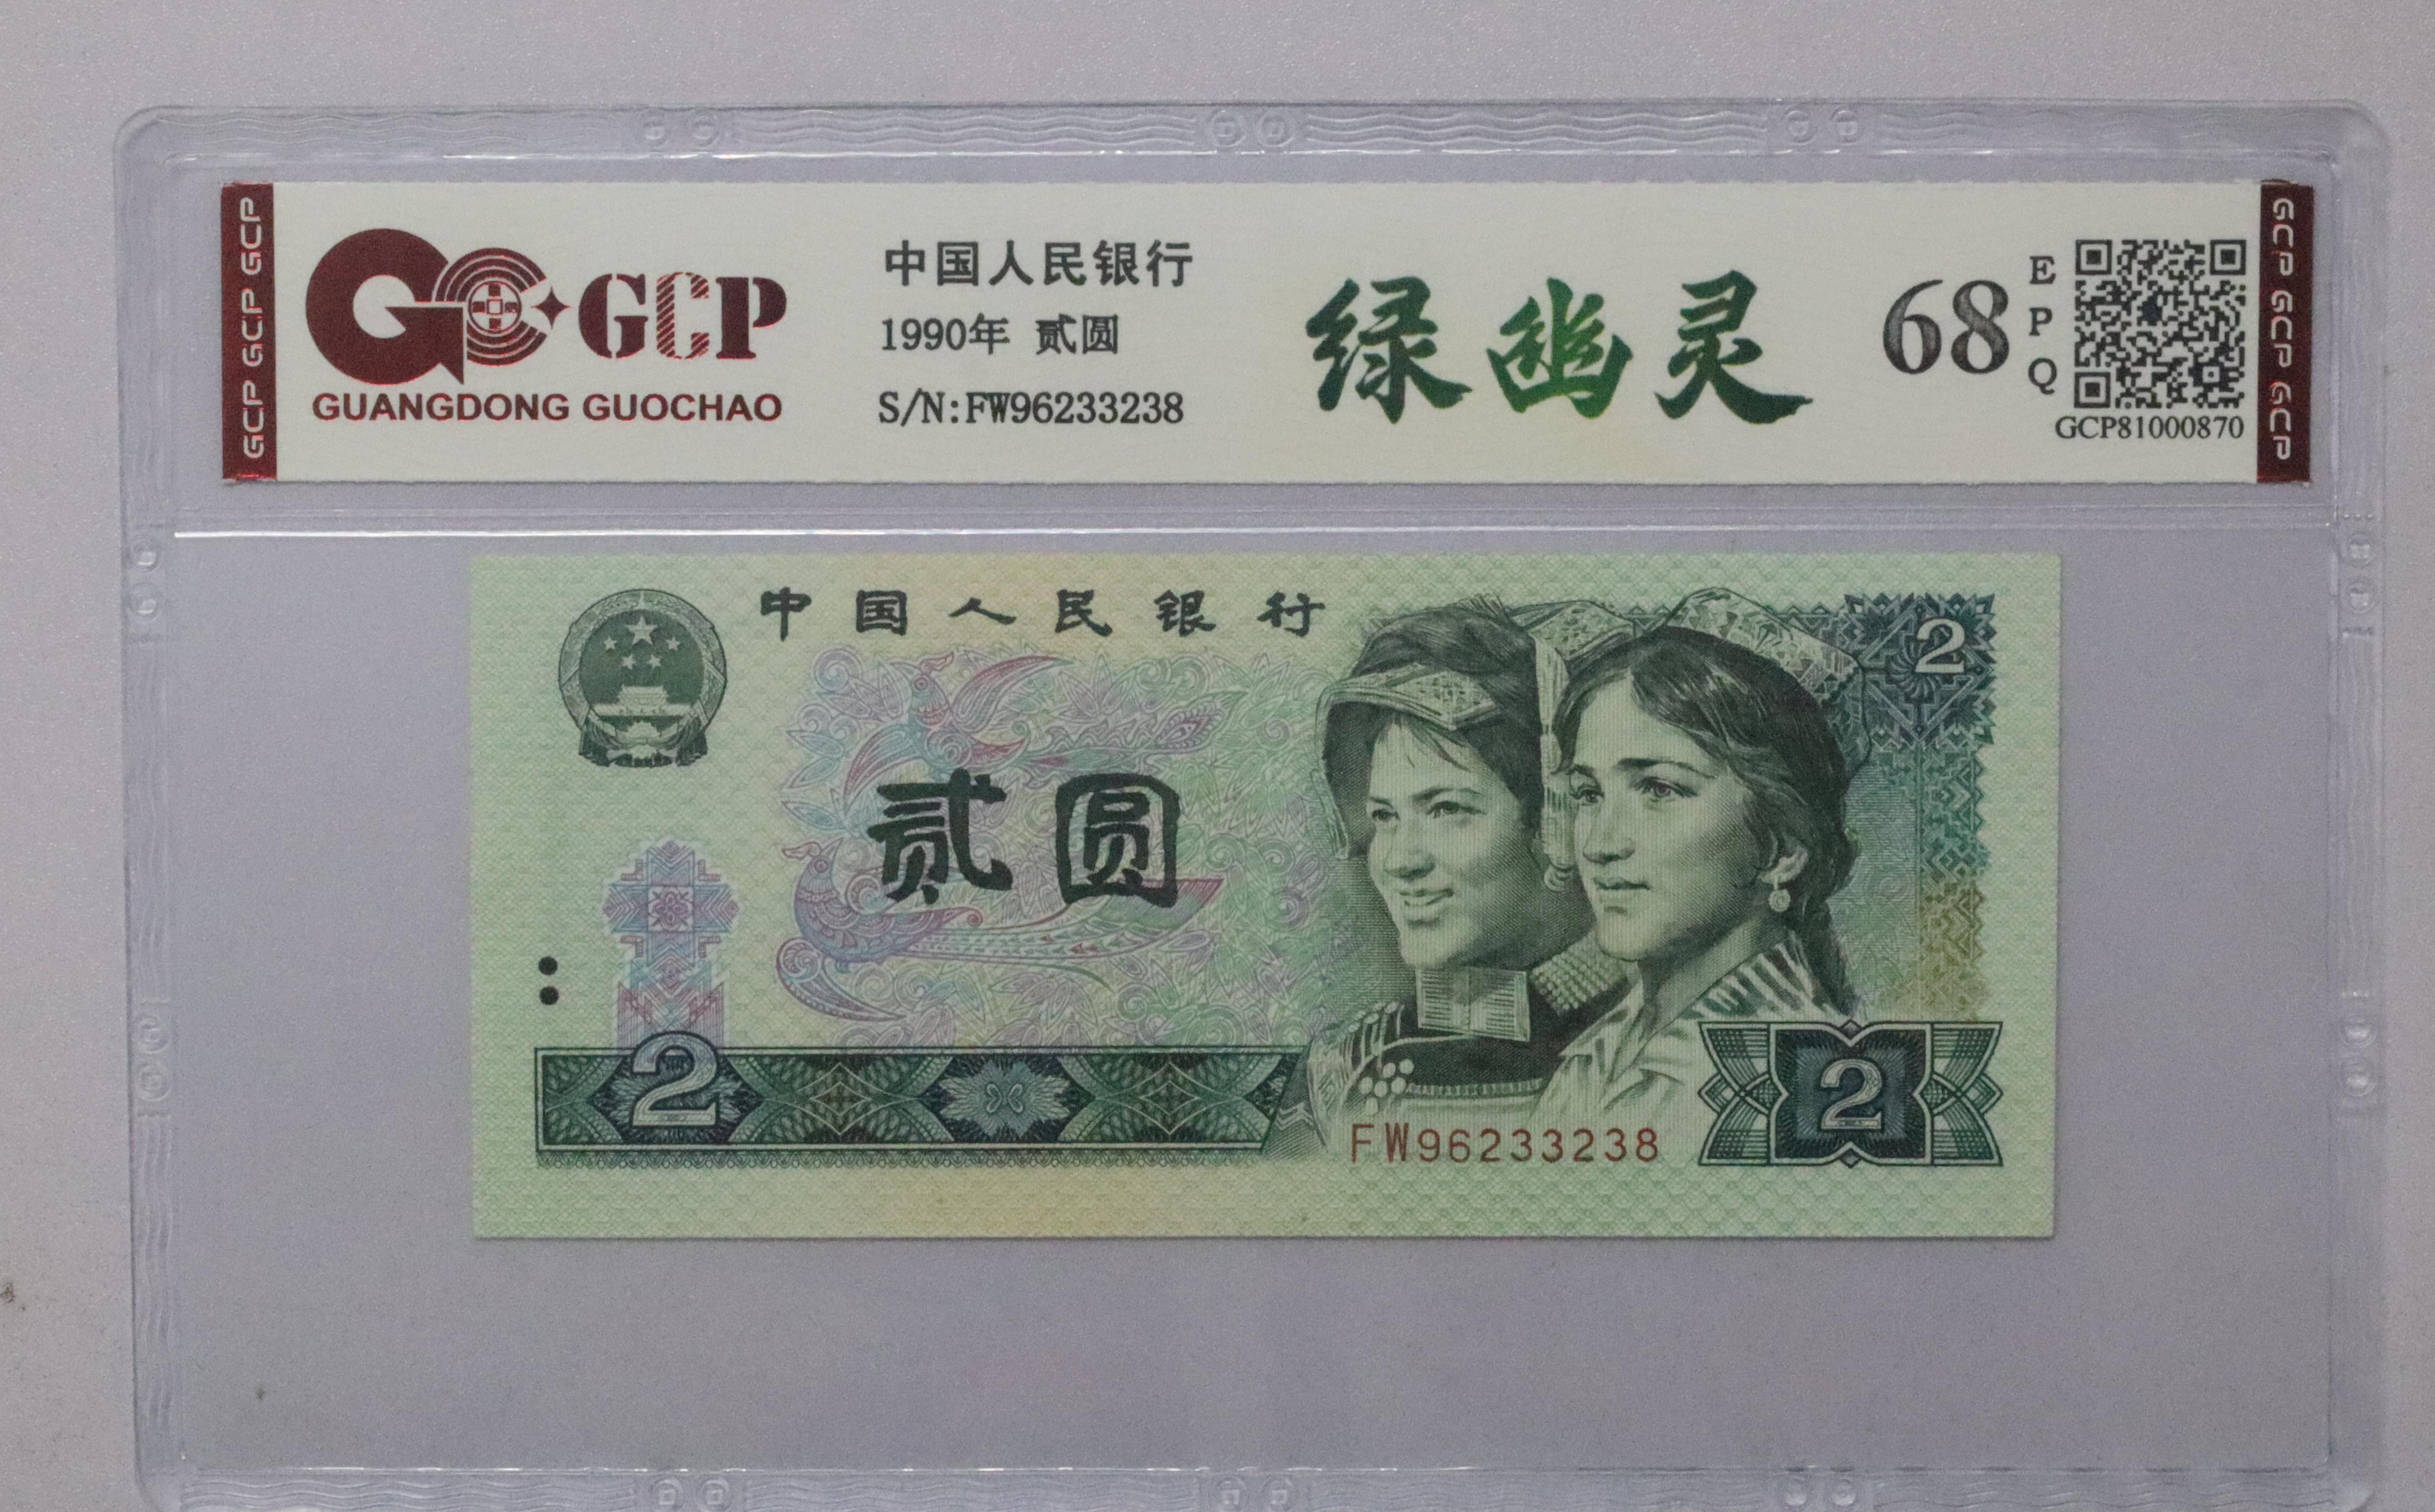 GCP GCP GCP
GCP
GUANGDONG GUOCHAO
中国人民银行
1990年 贰圆
S/N:FW96233238
绿幽灵
68
EPQ
GCP81000870
GCP GCP GCP
中国人民银行
2
贰圆
2
2
FW96233238